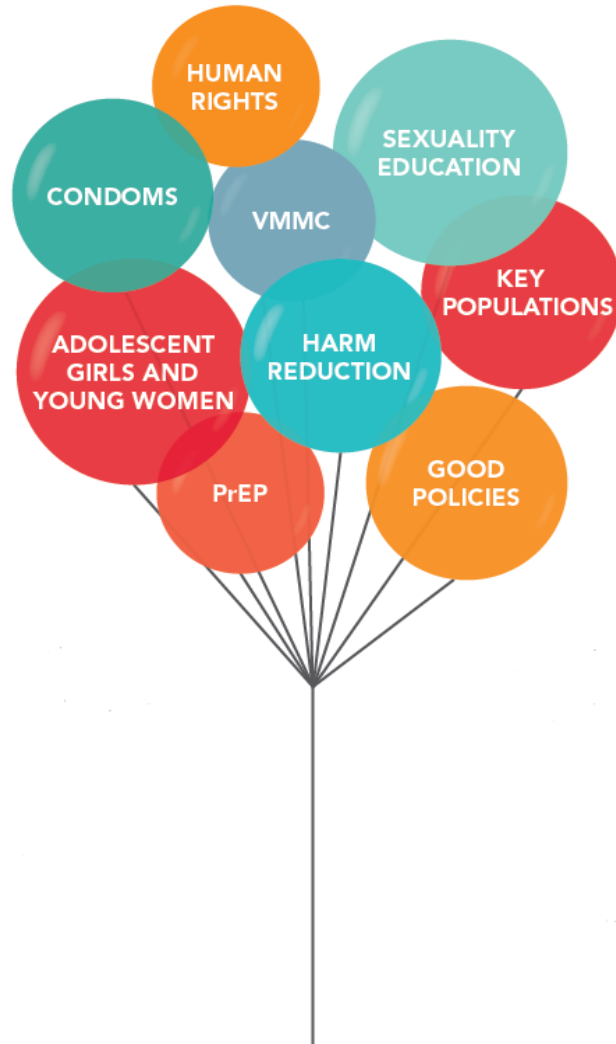 HUMAN
RIGHTS
SEXUALITY
EDUCATION
CONDOMS
VMMC
KEY
POPULATIONS
ADOLESCENT
GIRLS AND
YOUNG WOMEN
HARM
REDUCTION
PrEP
GOOD
POLICIES